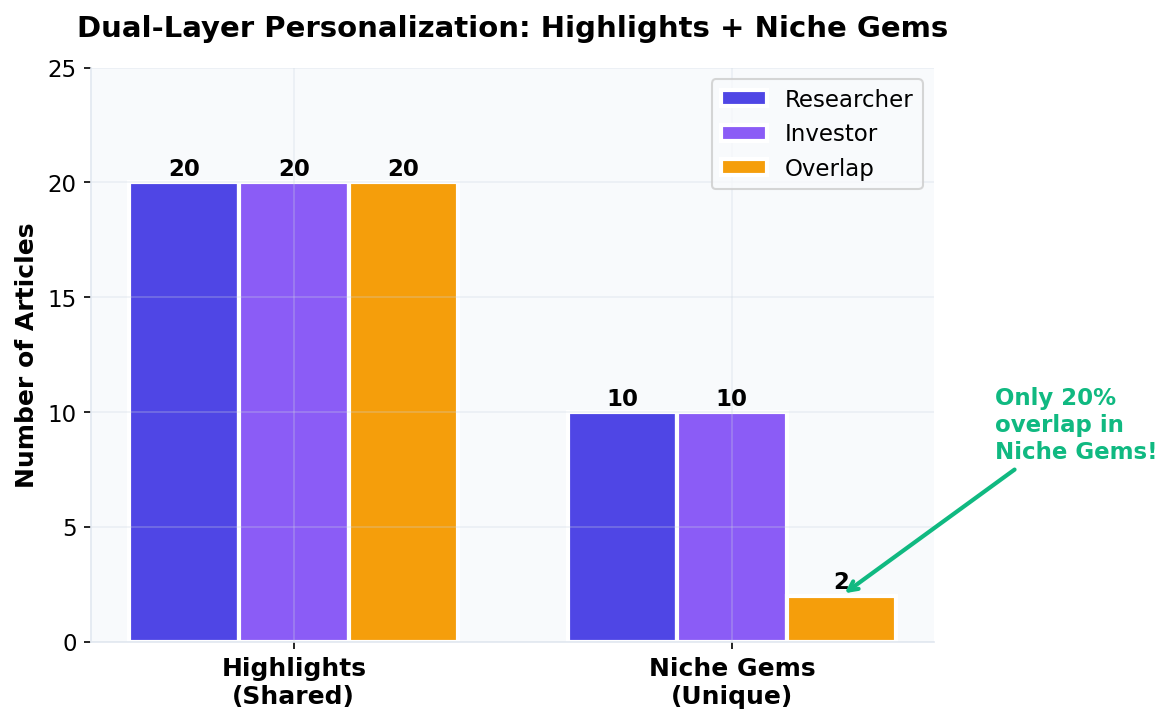 Dual-Layer Personalization: Highlights + Niche Gems
25
20
15
10
5
0
Number of Articles
Researcher
Investor
Overlap
20
20
20
10
10
2
Only 20%
overlap in
Niche Gems!
Highlights
(Shared)
Niche Gems
(Unique)